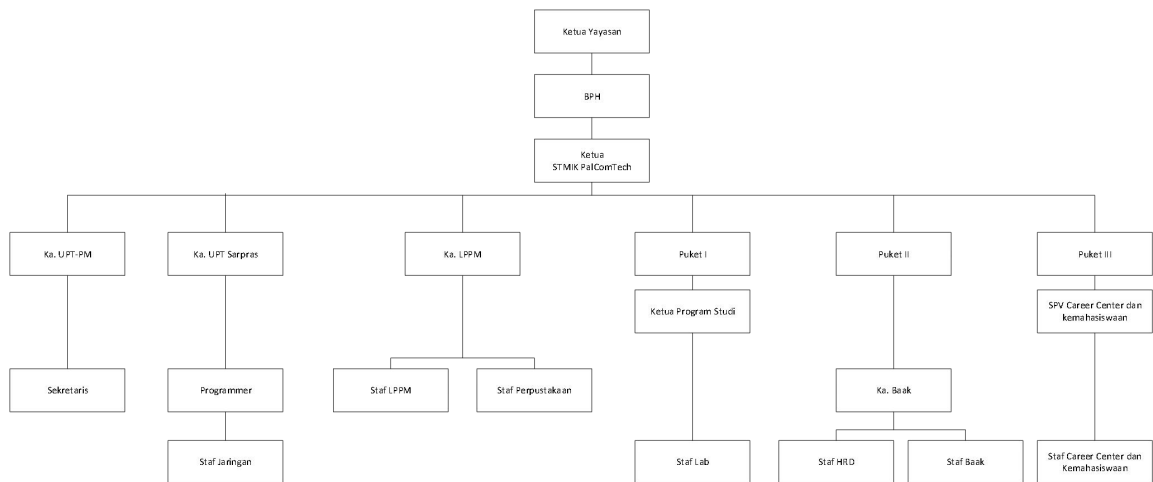 Ketua Yayasan
BPH
Ketua
STMIK PalComTech
Ka. UPT-PM
Ka. UPT Sarpras
Ka. LPPM
Puket I
Puket II
Puket III
Ketua Program Studi
SPV Career Center dan
kemahasiswaan
Sekretaris
Programmer
Staf LPPM
Staf Perpustakaan
Ka. Baak
Staf Jaringan
Staf Lab
Staf HRD
Staf Baak
Staf Career Center dan
Kemahasiswaan